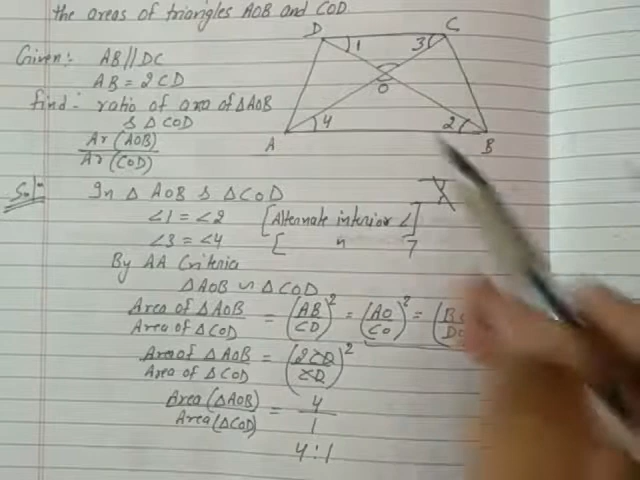 the areas of triangles AOB and COD
D C
Given:- AB || DC
1 3
AB = 2CD
O
find:- ratio of area of ΔAOB
& ΔCOD
4 2
Ar (AOB)
Ar (COD)
A B
Sol:-
In Δ AOB & ΔCOD
∠1 = ∠2 [Alternate interior ∠]
∠3 = ∠4 [ " ]
By AA Criteria
ΔAOB ∽ ΔCOD
Area of ΔAOB / Area of ΔCOD = (AB/CD)² = (AO/CO)² = (BO/DO
Area of ΔAOB / Area of ΔCOD = (2CD/CD)²
Area (ΔAOB) / Area (ΔCOD) = 4/1
4:1